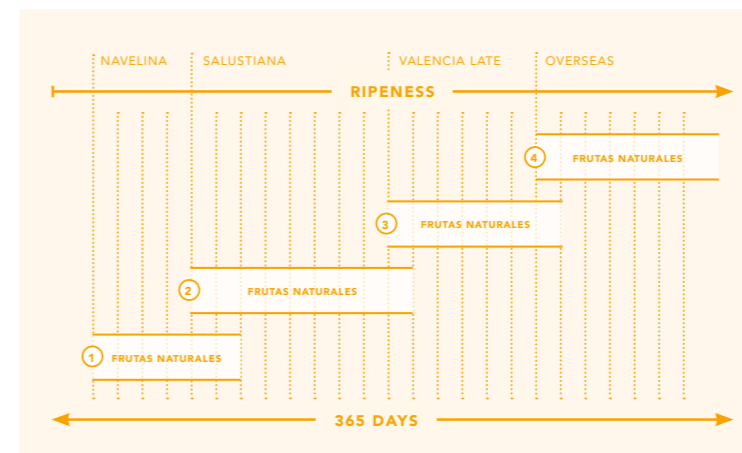 NAVELINA
SALUSTIANA
VALENCIA LATE
OVERSEAS
RIPENESS
4
FRUTAS NATURALES
3
FRUTAS NATURALES
2
FRUTAS NATURALES
1
FRUTAS NATURALES
365 DAYS